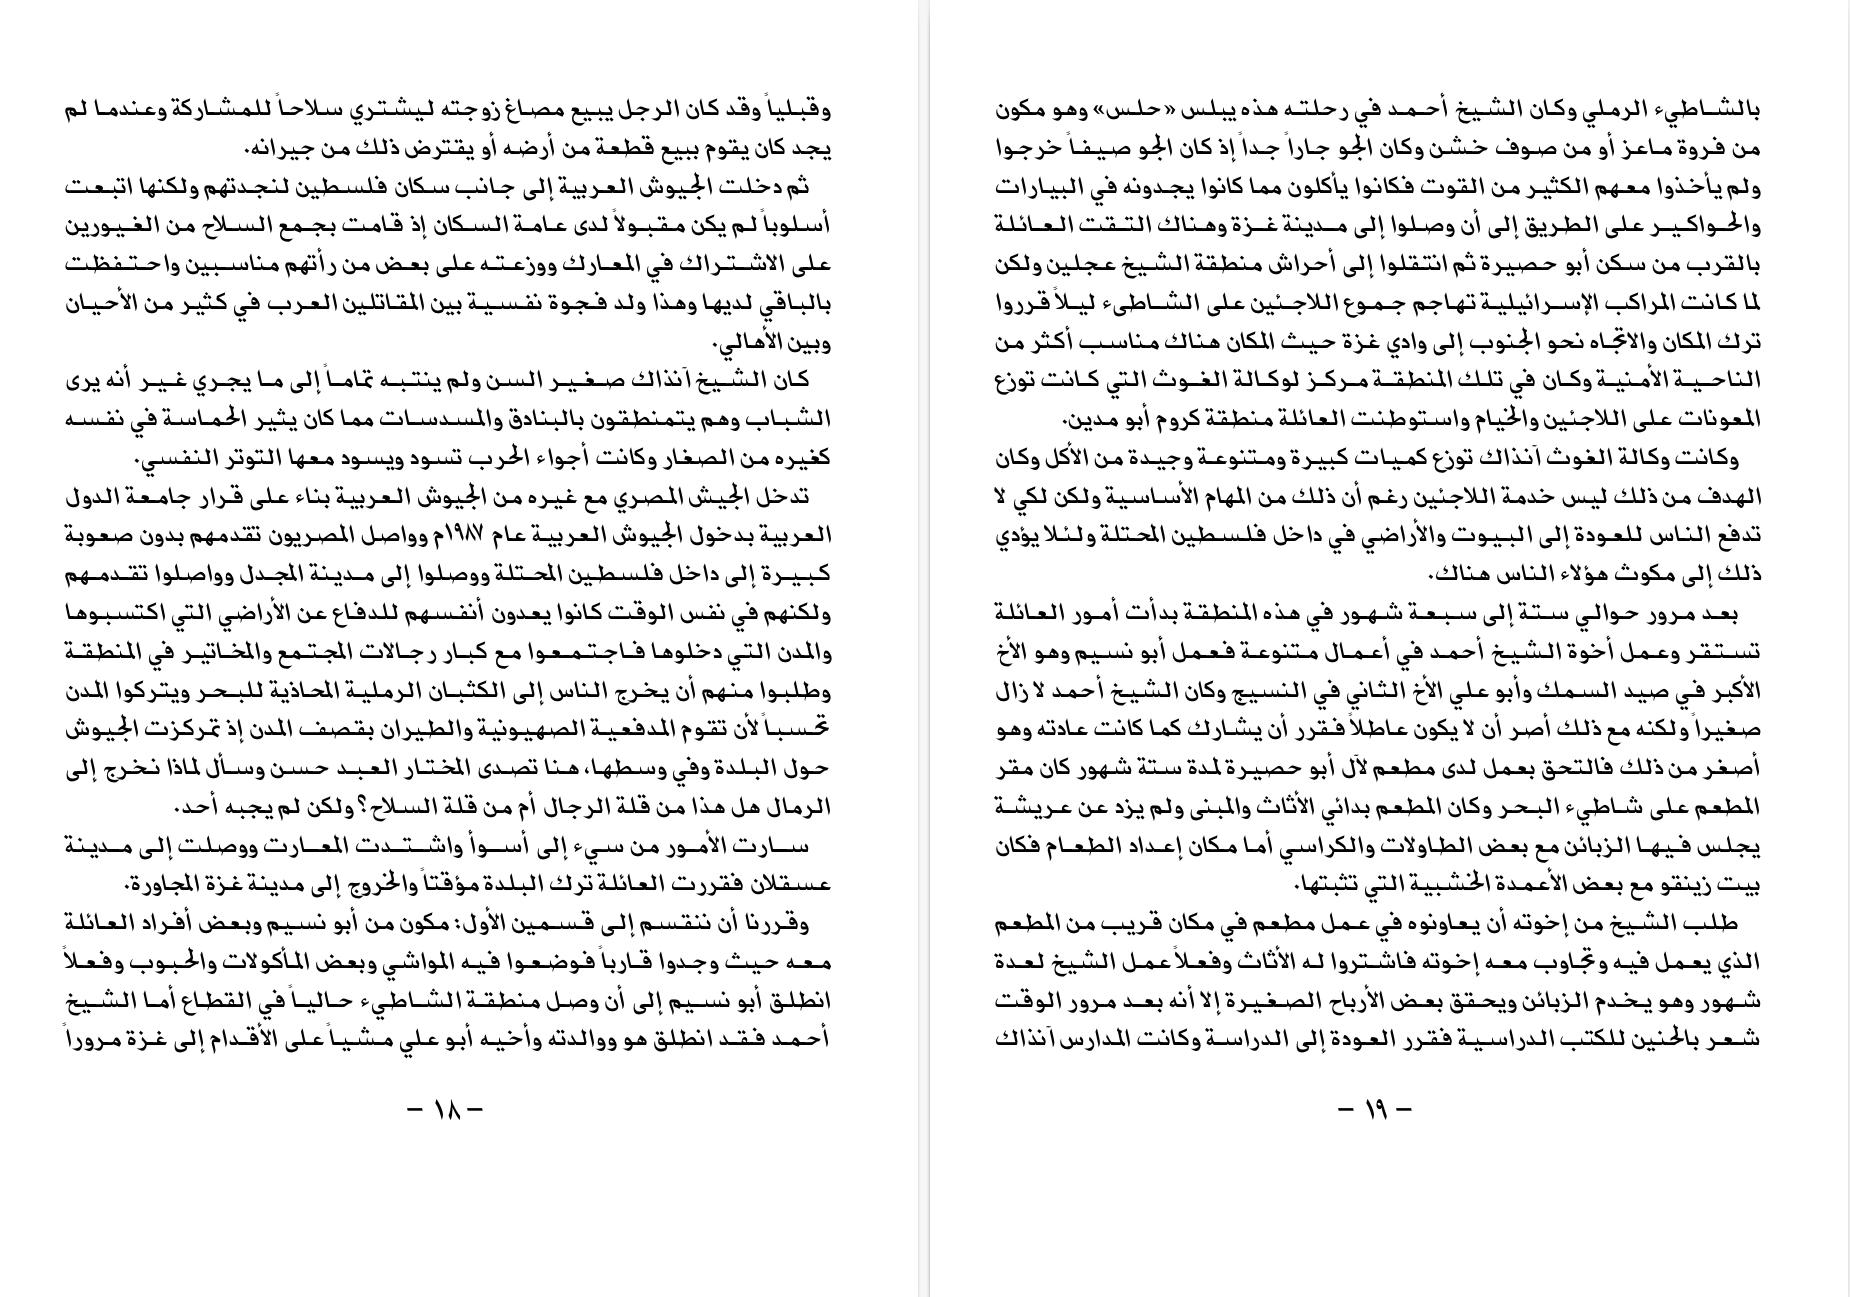 وقبلياً وقد كان الرجل يبيع مصاغ زوجته ليشتري سلاحاً للمشاركة وعندما لم
يجد كان يقوم ببيع قطعة من أرضه أو يقترض ذلك من جيرانه.
ثم دخلت الجيوش العربية إلى جانب سكان فلسطين لنجدتهم ولكنها اتبعت
أسلوباً لم يكن مقبولاً لدى عامة السكان إذ قامت بجمع السلاح من الغيورين
على الاشتراك في المعارك ووزعته على بعض من رأتهم مناسبين واحتفظت
بالباقي لديها وهذا ولد فجوة نفسية بين المقاتلين العرب في كثير من الأحيان
وبين الأهالي.
كان الشيخ آنذاك صغير السن ولم ينتبه تماماً إلى ما يجري غير أنه يرى
الشباب وهم يتمنطقون بالبنادق والمسدسات مما كان يثير الحماسة في نفسه
كغيره من الصغار وكانت أجواء الحرب تسود ويسود معها التوتر النفسي.
تدخل الجيش المصري مع غيره من الجيوش العربية بناء على قرار جامعة الدول
العربية بدخول الجيوش العربية عام ١٩٨٧م وواصل المصريون تقدمهم بدون صعوبة
كبيرة إلى داخل فلسطين المحتلة ووصلوا إلى مدينة المجدل وواصلوا تقدمهم
ولكنهم في نفس الوقت كانوا يعدون أنفسهم للدفاع عن الأراضي التي اكتسبوها
والمدن التي دخلوها فاجتمعوا مع كبار رجالات المجتمع والمخاتير في المنطقة
وطلبوا منهم أن يخرج الناس إلى الكثبان الرملية المحاذية للبحر ويتركوا المدن
تحسباً لأن تقوم المدفعية الصهيونية والطيران بقصف المدن إذ تمركزت الجيوش
حول البلدة وفي وسطها، هنا تصدى المختار العبد حسن وسأل لماذا نخرج إلى
الرمال هل هذا من قلة الرجال أم من قلة السلاح؟ ولكن لم يجبه أحد.
سارت الأمور من سيء إلى أسوأ واشتدت المعارت ووصلت إلى مدينة
عسقلان فقررت العائلة ترك البلدة مؤقتاً والخروج إلى مدينة غزة المجاورة.
وقررنا أن ننقسم إلى قسمين الأول: مكون من أبو نسيم وبعض أفراد العائلة
معه حيث وجدوا قارباً فوضعوا فيه المواشي وبعض المأكولات والحبوب وفعلاً
انطلق أبو نسيم إلى أن وصل منطقة الشاطيء حالياً في القطاع أما الشيخ
أحمد فقد انطلق هو ووالدته وأخيه أبو علي مشياً على الأقدام إلى غزة مروراً
– ١٨ –
بالشاطيء الرملي وكان الشيخ أحمد في رحلته هذه يبلس «حلس» وهو مكون
من فروة ماعز أو من صوف خشن وكان الجو جاراً جداً إذ كان الجو صيفاً خرجوا
ولم يأخذوا معهم الكثير من القوت فكانوا يأكلون مما كانوا يجدونه في البيارات
والحواكير على الطريق إلى أن وصلوا إلى مدينة غزة وهناك التقت العائلة
بالقرب من سكن أبو حصيرة ثم انتقلوا إلى أحراش منطقة الشيخ عجلين ولكن
لما كانت المراكب الإسرائيلية تهاجم جموع اللاجئين على الشاطىء ليلاً قرروا
ترك المكان والاتجاه نحو الجنوب إلى وادي غزة حيث المكان هناك مناسب أكثر من
الناحية الأمنية وكان في تلك المنطقة مركز لوكالة الغوث التي كانت توزع
المعونات على اللاجئين والخيام واستوطنت العائلة منطقة كروم أبو مدين.
وكانت وكالة الغوث آنذاك توزع كميات كبيرة ومتنوعة وجيدة من الأكل وكان
الهدف من ذلك ليس خدمة اللاجئين رغم أن ذلك من المهام الأساسية ولكن لكي لا
تدفع الناس للعودة إلى البيوت والأراضي في داخل فلسطين المحتلة ولئلا يؤدي
ذلك إلى مكوث هؤلاء الناس هناك.
بعد مرور حوالي ستة إلى سبعة شهور في هذه المنطقة بدأت أمور العائلة
تستقر وعمل أخوة الشيخ أحمد في أعمال متنوعة فعمل أبو نسيم وهو الأخ
الأكبر في صيد السمك وأبو علي الأخ الثاني في النسيج وكان الشيخ أحمد لا زال
صغيراً ولكنه مع ذلك أصر أن لا يكون عاطلاً فقرر أن يشارك كما كانت عادته وهو
أصغر من ذلك فالتحق بعمل لدى مطعم لآل أبو حصيرة لمدة ستة شهور كان مقر
المطعم على شاطيء البحر وكان المطعم بدائي الأثاث والمبنى ولم يزد عن عريشة
يجلس فيها الزبائن مع بعض الطاولات والكراسي أما مكان إعداد الطعام فكان
بيت زينقو مع بعض الأعمدة الخشبية التي تثبتها.
طلب الشيخ من إخوته أن يعاونوه في عمل مطعم في مكان قريب من المطعم
الذي يعمل فيه وتجاوب معه إخوته فاشتروا له الأثاث وفعلاً عمل الشيخ لعدة
شهور وهو يخدم الزبائن ويحقق بعض الأرباح الصغيرة إلا أنه بعد مرور الوقت
شعر بالحنين للكتب الدراسية فقرر العودة إلى الدراسة وكانت المدارس آنذاك
– ١٩ –